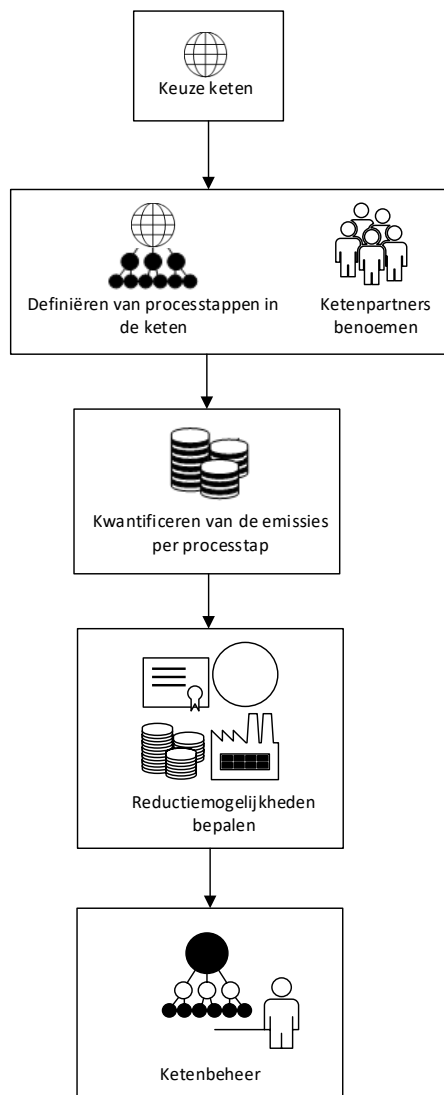 Keuze keten
Definiëren van processtappen in
de keten
Ketenpartners
benoemen
Kwantificeren van de emissies
per processtap
Reductiemogelijkheden
bepalen
Ketenbeheer